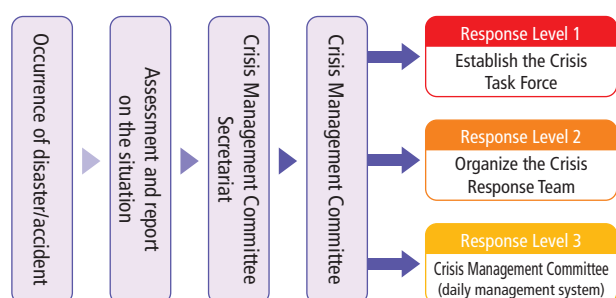 Occurrence of disaster/accident
Assessment and report
on the situation
Crisis Management Committee
Secretariat
Crisis Management Committee
Response Level 1
Establish the Crisis
Task Force
Response Level 2
Organize the Crisis
Response Team
Response Level 3
Crisis Management Committee
(daily management system)